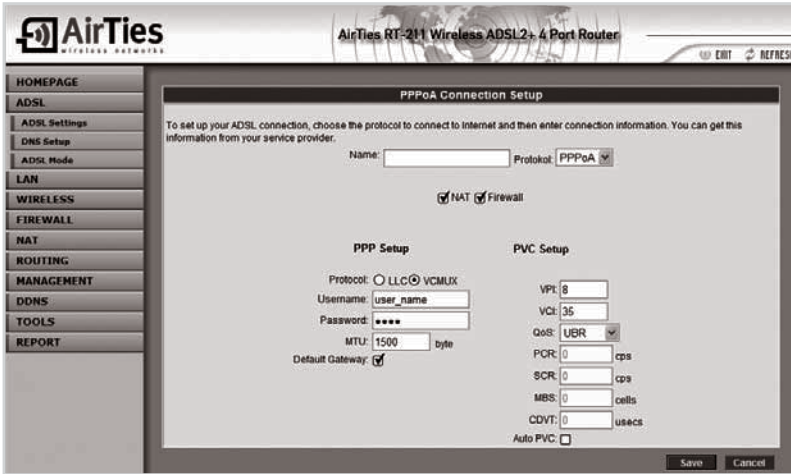 AirTies
wireless networks
AirTies RT-211 Wireless ADSL2+ 4 Port Router
EXIT
REFRES
HOMEPAGE
ADSL
ADSL Settings
DNS Setup
ADSL Mode
LAN
WIRELESS
FIREWALL
NAT
ROUTING
MANAGEMENT
DDNS
TOOLS
REPORT
PPPoA Connection Setup
To set up your ADSL connection, choose the protocol to connect to Internet and then enter connection information. You can get this
information from your service provider.
Name: Protokol: PPPoA
NAT Firewall
PPP Setup
Protocol: LLC VCMUX
Username: user_name
Password: ••••
MTU: 1500 byte
Default Gateway:
PVC Setup
VPI: 8
VCI: 35
QoS: UBR
PCR: 0 cps
SCR: 0 cps
MBS: 0 cells
CDVT: 0 usecs
Auto PVC:
Save Cancel